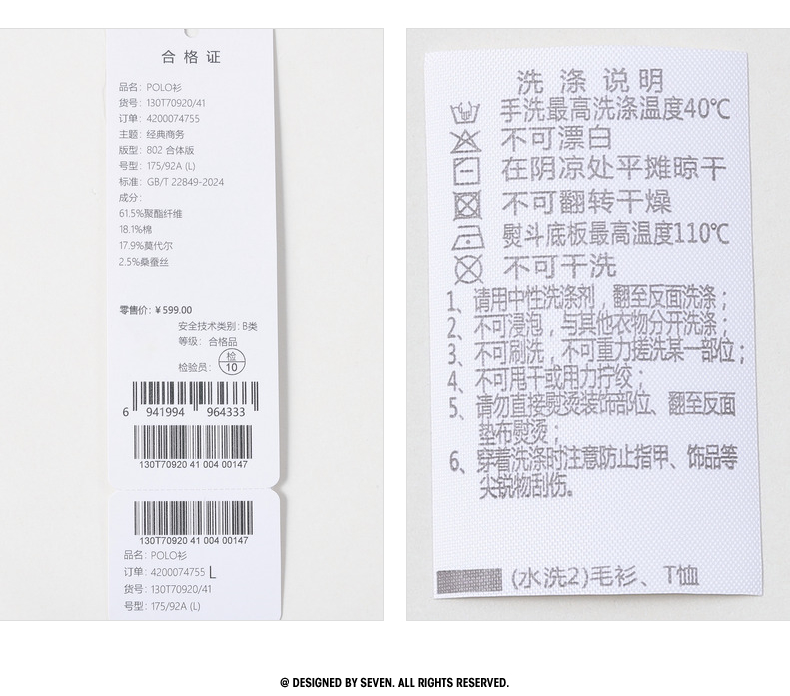 合格证
品名: POLO衫
货号: 130T70920/41
订单: 4200074755
主题: 经典商务
版型: 802 合体版
号型: 175/92A (L)
标准: GB/T 22849-2024
成分:
61.5%聚酯纤维
18.1%棉
17.9%莫代尔
2.5%桑蚕丝
零售价: ¥599.00
安全技术类别: B类
等级: 合格品
检验员: 检10
6 941994 964333
130T70920 41 004 00147
130T70920 41 004 00147
品名: POLO衫
订单: 4200074755 L
货号: 130T70920/41
号型: 175/92A (L)
洗涤说明
手洗最高洗涤温度40℃
不可漂白
在阴凉处平摊晾干
不可翻转干燥
熨斗底板最高温度110℃
不可干洗
1、请用中性洗涤剂，翻至反面洗涤；
2、不可浸泡，与其他衣物分开洗涤；
3、不可刷洗，不可重力搓洗某一部位；
4、不可甩干或用力拧绞；
5、请勿直接熨烫装饰部位、翻至反面
垫布熨烫；
6、穿着洗涤时注意防止指甲、饰品等
尖锐物刮伤。
(水洗2)毛衫、T恤
@ DESIGNED BY SEVEN. ALL RIGHTS RESERVED.